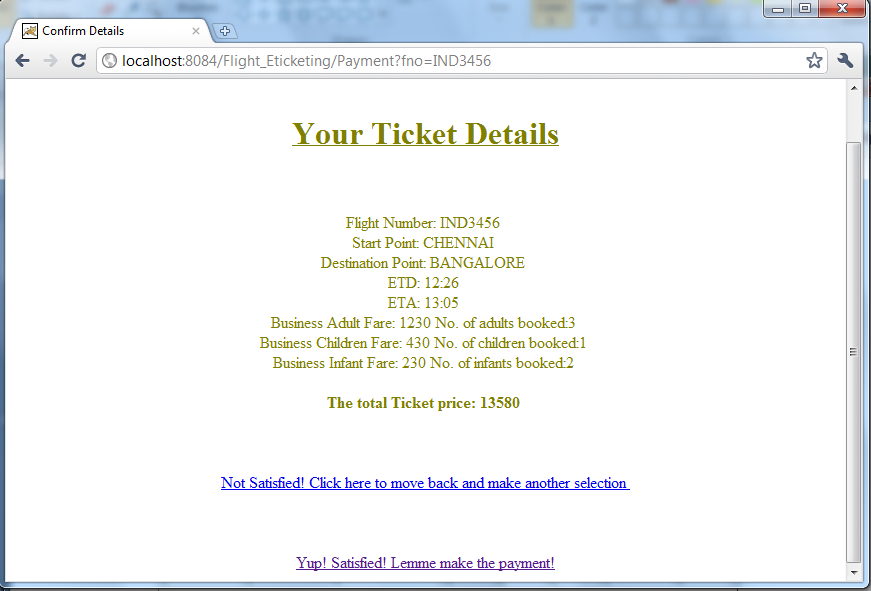 Confirm Details
localhost:8084/Flight_Eticketing/Payment?fno=IND3456
Your Ticket Details
Flight Number: IND3456
Start Point: CHENNAI
Destination Point: BANGALORE
ETD: 12:26
ETA: 13:05
Business Adult Fare: 1230 No. of adults booked:3
Business Children Fare: 430 No. of children booked:1
Business Infant Fare: 230 No. of infants booked:2
The total Ticket price: 13580
Not Satisfied! Click here to move back and make another selection
Yup! Satisfied! Lemme make the payment!